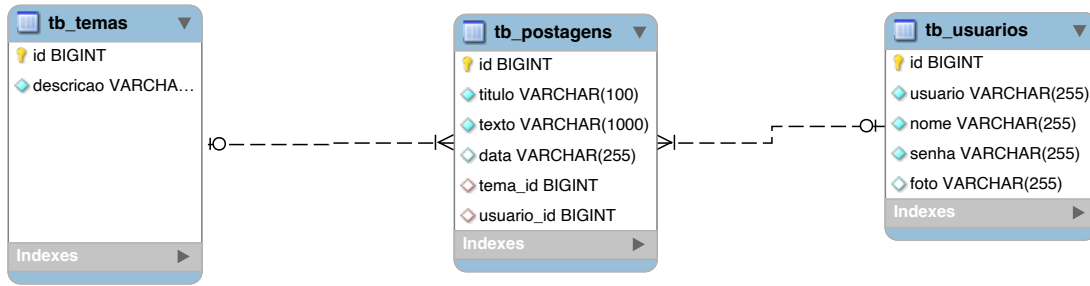 tb_temas
id BIGINT
descricao VARCHA...
Indexes
tb_postagens
id BIGINT
titulo VARCHAR(100)
texto VARCHAR(1000)
data VARCHAR(255)
tema_id BIGINT
usuario_id BIGINT
Indexes
tb_usuarios
id BIGINT
usuario VARCHAR(255)
nome VARCHAR(255)
senha VARCHAR(255)
foto VARCHAR(255)
Indexes